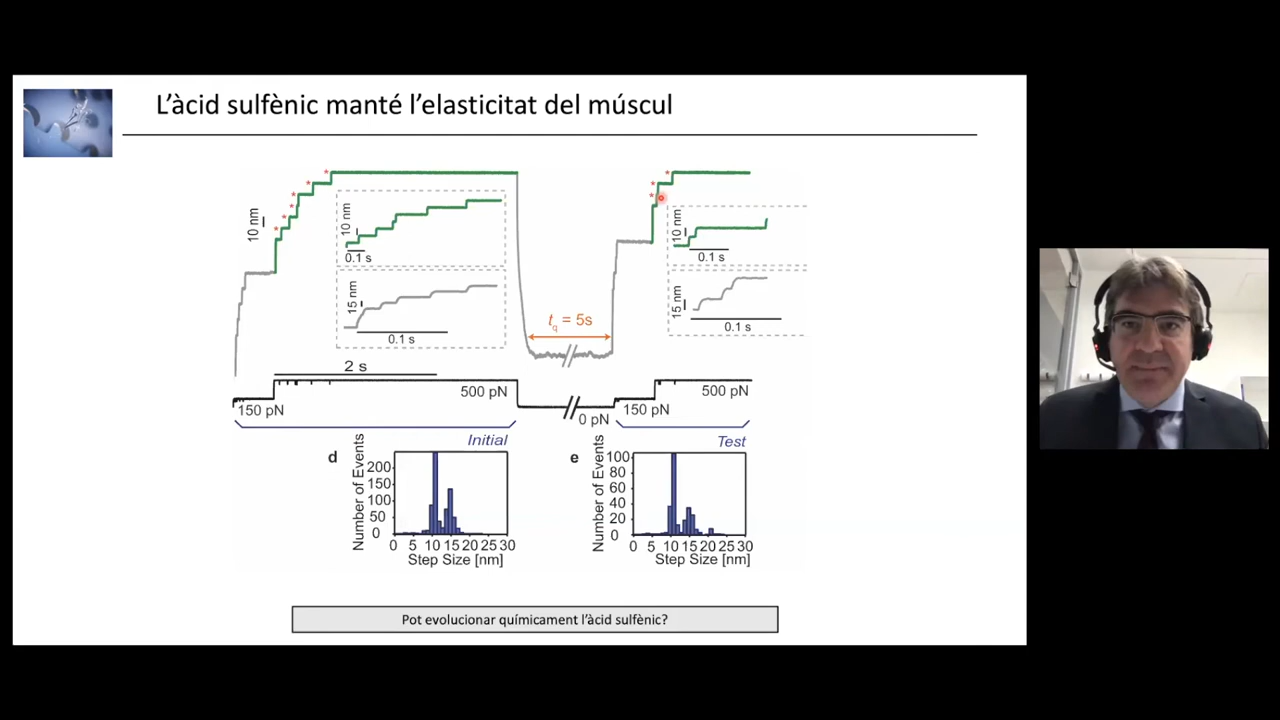 L’àcid sulfènic manté l’elasticitat del múscul
* * * * * *
10 nm
10 nm
0.1 s
15 nm
0.1 s
2 s
tq = 5s
* * *
10 nm
0.1 s
15 nm
0.1 s
150 pN
500 pN
0 pN
150 pN
500 pN
Initial
Test
d
Number of Events
200
150
100
50
0
0 5 10 15 20 25 30
Step Size [nm]
e
Number of Events
100
80
60
40
20
0
0 5 10 15 20 25 30
Step Size [nm]
Pot evolucionar químicament l’àcid sulfènic?